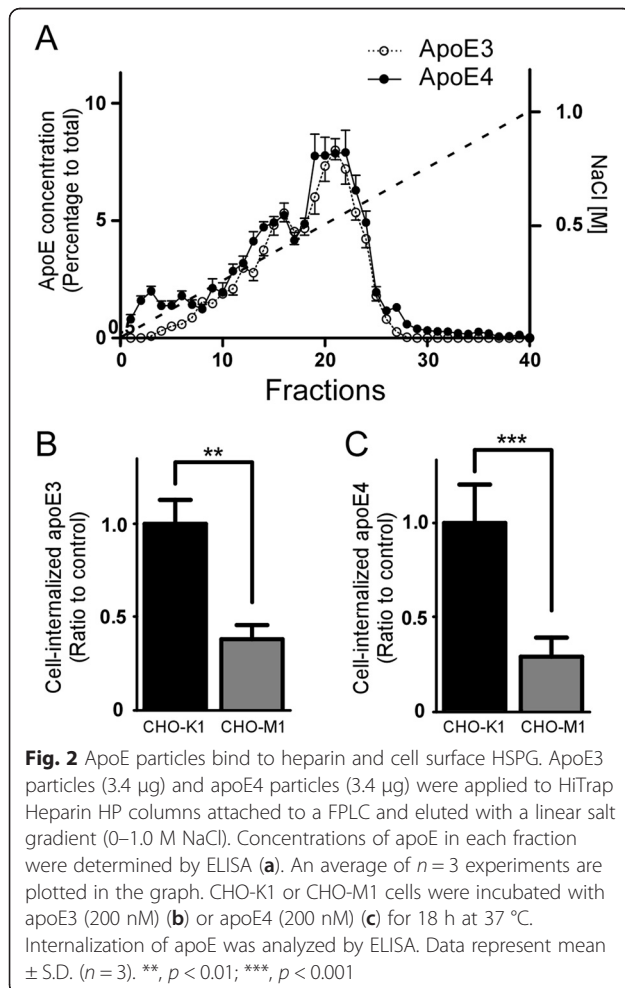 A
ApoE3
ApoE4
ApoE concentration
(Percentage to total)
10
5
0
0.5
1.0
0.5
NaCl [M]
0 10 20 30 40
Fractions
B
**
Cell-internalized apoE3
(Ratio to control)
1.0
0.5
0
CHO-K1 CHO-M1
C
***
Cell-internalized apoE4
(Ratio to control)
1.0
0.5
0
CHO-K1 CHO-M1
Fig. 2 ApoE particles bind to heparin and cell surface HSPG. ApoE3
particles (3.4 µg) and apoE4 particles (3.4 µg) were applied to HiTrap
Heparin HP columns attached to a FPLC and eluted with a linear salt
gradient (0–1.0 M NaCl). Concentrations of apoE in each fraction
were determined by ELISA (a). An average of n = 3 experiments are
plotted in the graph. CHO-K1 or CHO-M1 cells were incubated with
apoE3 (200 nM) (b) or apoE4 (200 nM) (c) for 18 h at 37 °C.
Internalization of apoE was analyzed by ELISA. Data represent mean
± S.D. (n = 3). **, p < 0.01; ***, p < 0.001